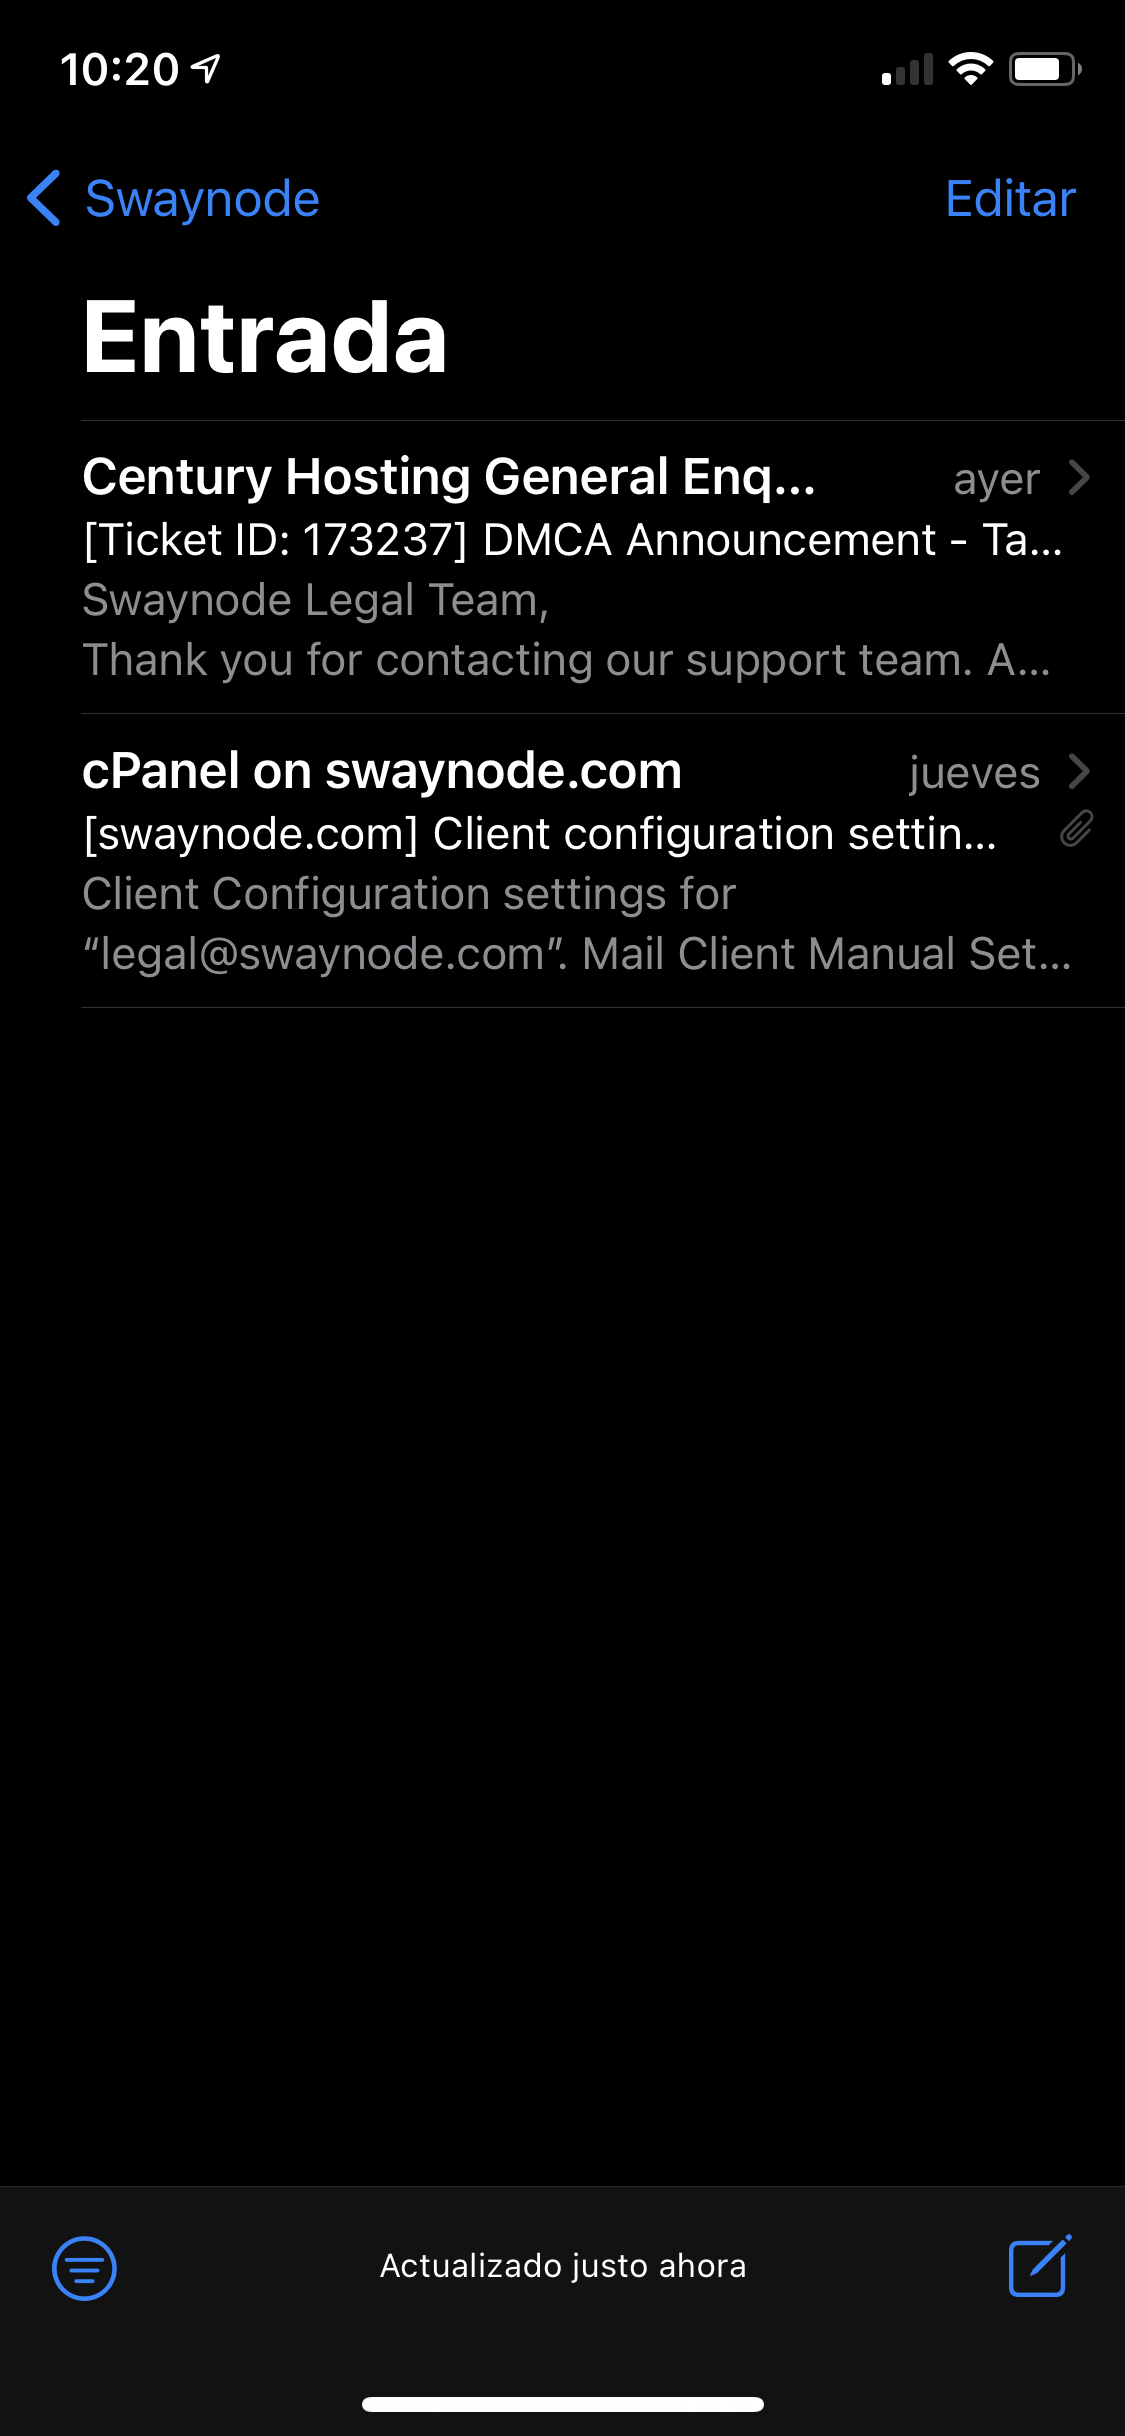 10:20
Swaynode
Editar
Entrada
Century Hosting General Enq...
ayer
[Ticket ID: 173237] DMCA Announcement - Ta...
Swaynode Legal Team,
Thank you for contacting our support team. A...
cPanel on swaynode.com
jueves
[swaynode.com] Client configuration settin...
Client Configuration settings for
“legal@swaynode.com”. Mail Client Manual Set...
Actualizado justo ahora